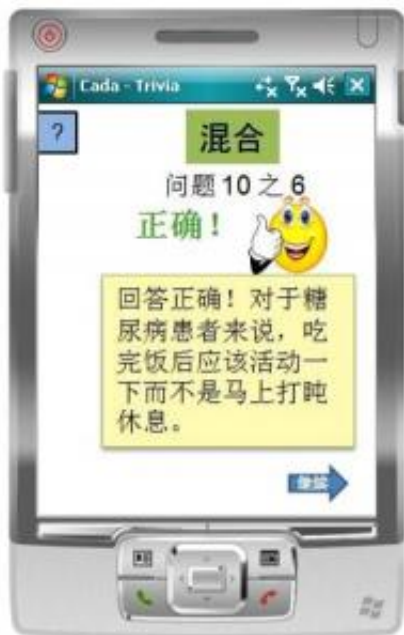 Cada - Trivia
?
混合
问题 10 之 6
正确！
回答正确！对于糖
尿病患者来说，吃
完饭后应该活动一
下而不是马上打盹
休息。
继续